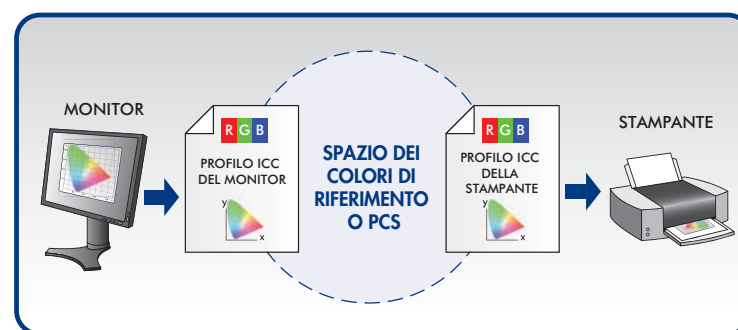 MONITOR
R G B
PROFILO ICC
DEL MONITOR
y
x
SPAZIO DEI
COLORI DI
RIFERIMENTO
O PCS
R G B
PROFILO ICC
DELLA
STAMPANTE
y
x
STAMPANTE